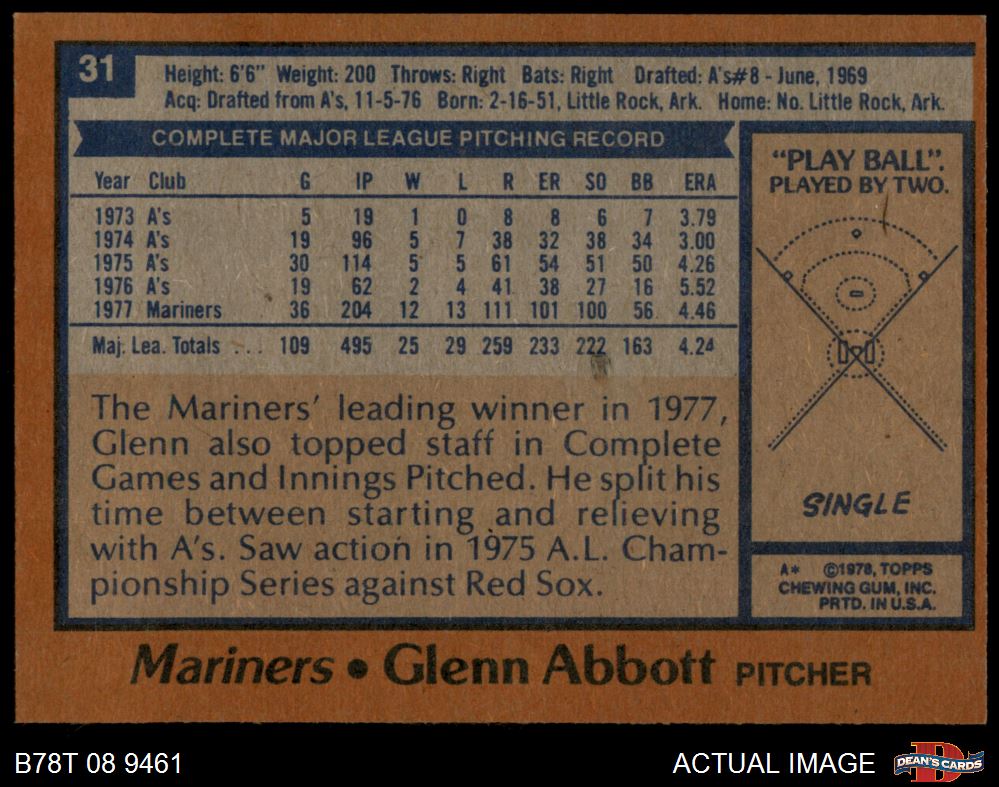 31
Height: 6'6" Weight: 200 Throws: Right Bats: Right Drafted: A's#8 - June, 1969
Acq: Drafted from A's, 11-5-76 Born: 2-16-51, Little Rock, Ark. Home: No. Little Rock, Ark.
COMPLETE MAJOR LEAGUE PITCHING RECORD
Year Club G IP W L R ER SO BB ERA
1973 A's 5 19 1 0 8 8 6 7 3.79
1974 A's 19 96 5 7 38 32 38 34 3.00
1975 A's 30 114 5 5 61 54 51 50 4.26
1976 A's 19 62 2 4 41 38 27 16 5.52
1977 Mariners 36 204 12 13 111 101 100 56 4.46
Maj. Lea. Totals ... 109 495 25 29 259 233 222 163 4.24
The Mariners' leading winner in 1977,
Glenn also topped staff in Complete
Games and Innings Pitched. He split his
time between starting and relieving
with A's. Saw action in 1975 A.L. Cham-
pionship Series against Red Sox.
"PLAY BALL".
PLAYED BY TWO.
SINGLE
A* ©1978, TOPPS
CHEWING GUM, INC.
PRTD. IN U.S.A.
Mariners • Glenn Abbott PITCHER
B78T 08 9461
ACTUAL IMAGE
D
DEAN'S CARDS